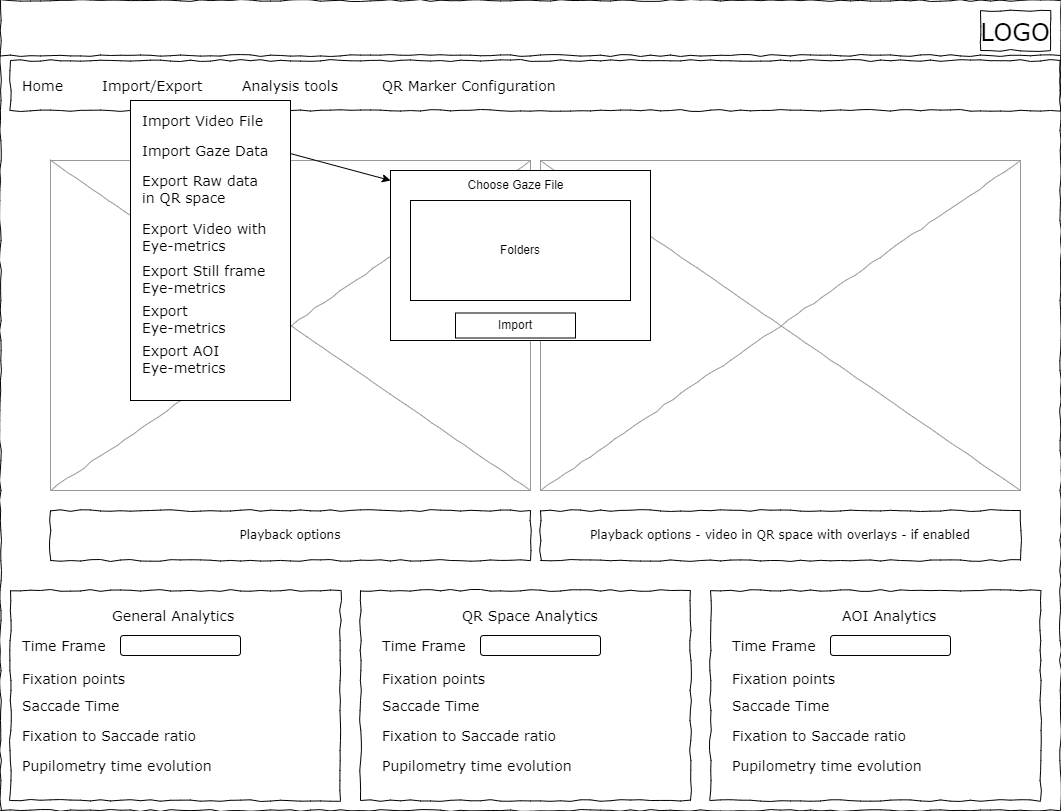 LOGO
Home
Import/Export
Analysis tools
QR Marker Configuration
Import Video File
Import Gaze Data
Export Raw data
in QR space
Export Video with
Eye-metrics
Export Still frame
Eye-metrics
Export
Eye-metrics
Export AOI
Eye-metrics
Choose Gaze File
Folders
Import
Playback options
Playback options - video in QR space with overlays - if enabled
General Analytics
Time Frame
Fixation points
Saccade Time
Fixation to Saccade ratio
Pupilometry time evolution
QR Space Analytics
Time Frame
Fixation points
Saccade Time
Fixation to Saccade ratio
Pupilometry time evolution
AOI Analytics
Time Frame
Fixation points
Saccade Time
Fixation to Saccade ratio
Pupilometry time evolution